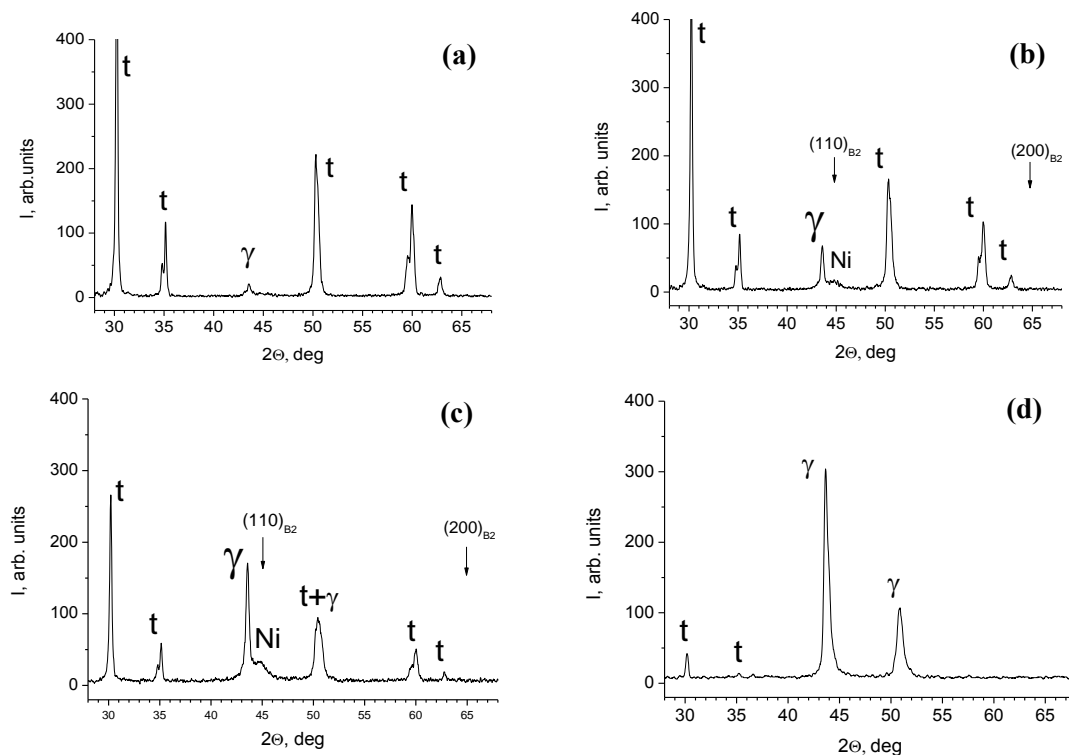 (a)
I, arb.units
400
300
200
100
0
t
t
γ
t
t
t
30 35 40 45 50 55 60 65
2Θ, deg
(b)
I, arb. units
400
350
300
250
200
150
100
50
0
t
t
γ
Ni
(110)B2
t
t
t
(200)B2
30 35 40 45 50 55 60 65
2Θ, deg
(c)
I, arb. units
400
300
200
100
0
t
t
γ
(110)B2
Ni
t+γ
t
t
(200)B2
30 35 40 45 50 55 60 65
2Θ, deg
(d)
I, arb. units
400
300
200
100
0
t
t
γ
γ
30 35 40 45 50 55 60 65
2Θ, deg